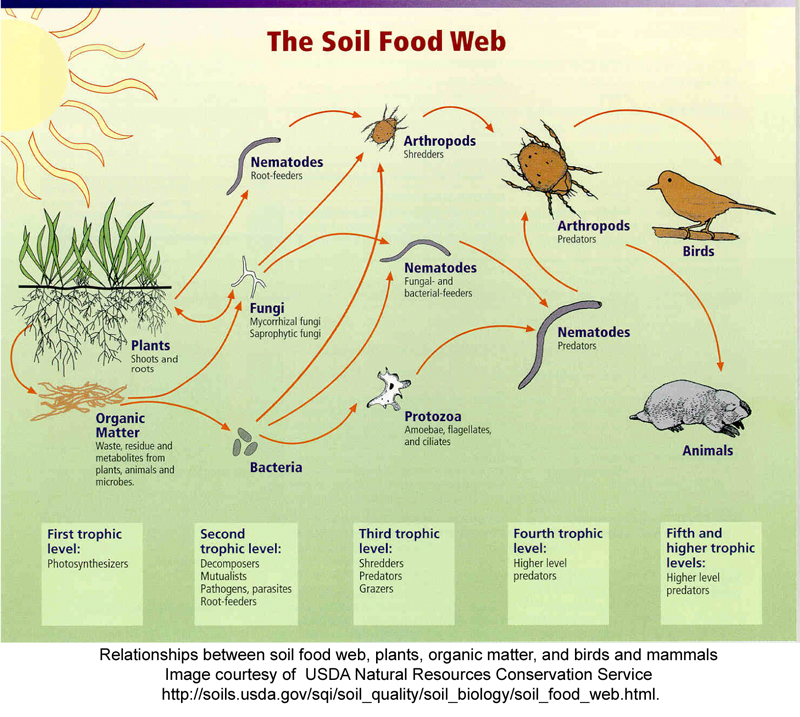 The Soil Food Web
Nematodes
Root-feeders
Arthropods
Shredders
Arthropods
Predators
Birds
Plants
Shoots and
roots
Fungi
Mycorrhizal fungi
Saprophytic fungi
Nematodes
Fungal- and
bacterial-feeders
Nematodes
Predators
Organic
Matter
Waste, residue and
metabolites from
plants, animals and
microbes.
Bacteria
Protozoa
Amoebae, flagellates,
and ciliates
Animals
First trophic
level:
Photosynthesizers
Second
trophic level:
Decomposers
Mutualists
Pathogens, parasites
Root-feeders
Third trophic
level:
Shredders
Predators
Grazers
Fourth trophic
level:
Higher level
predators
Fifth and
higher trophic
levels:
Higher level
predators
Relationships between soil food web, plants, organic matter, and birds and mammals
Image courtesy of USDA Natural Resources Conservation Service
http://soils.usda.gov/sqi/soil_quality/soil_biology/soil_food_web.html.